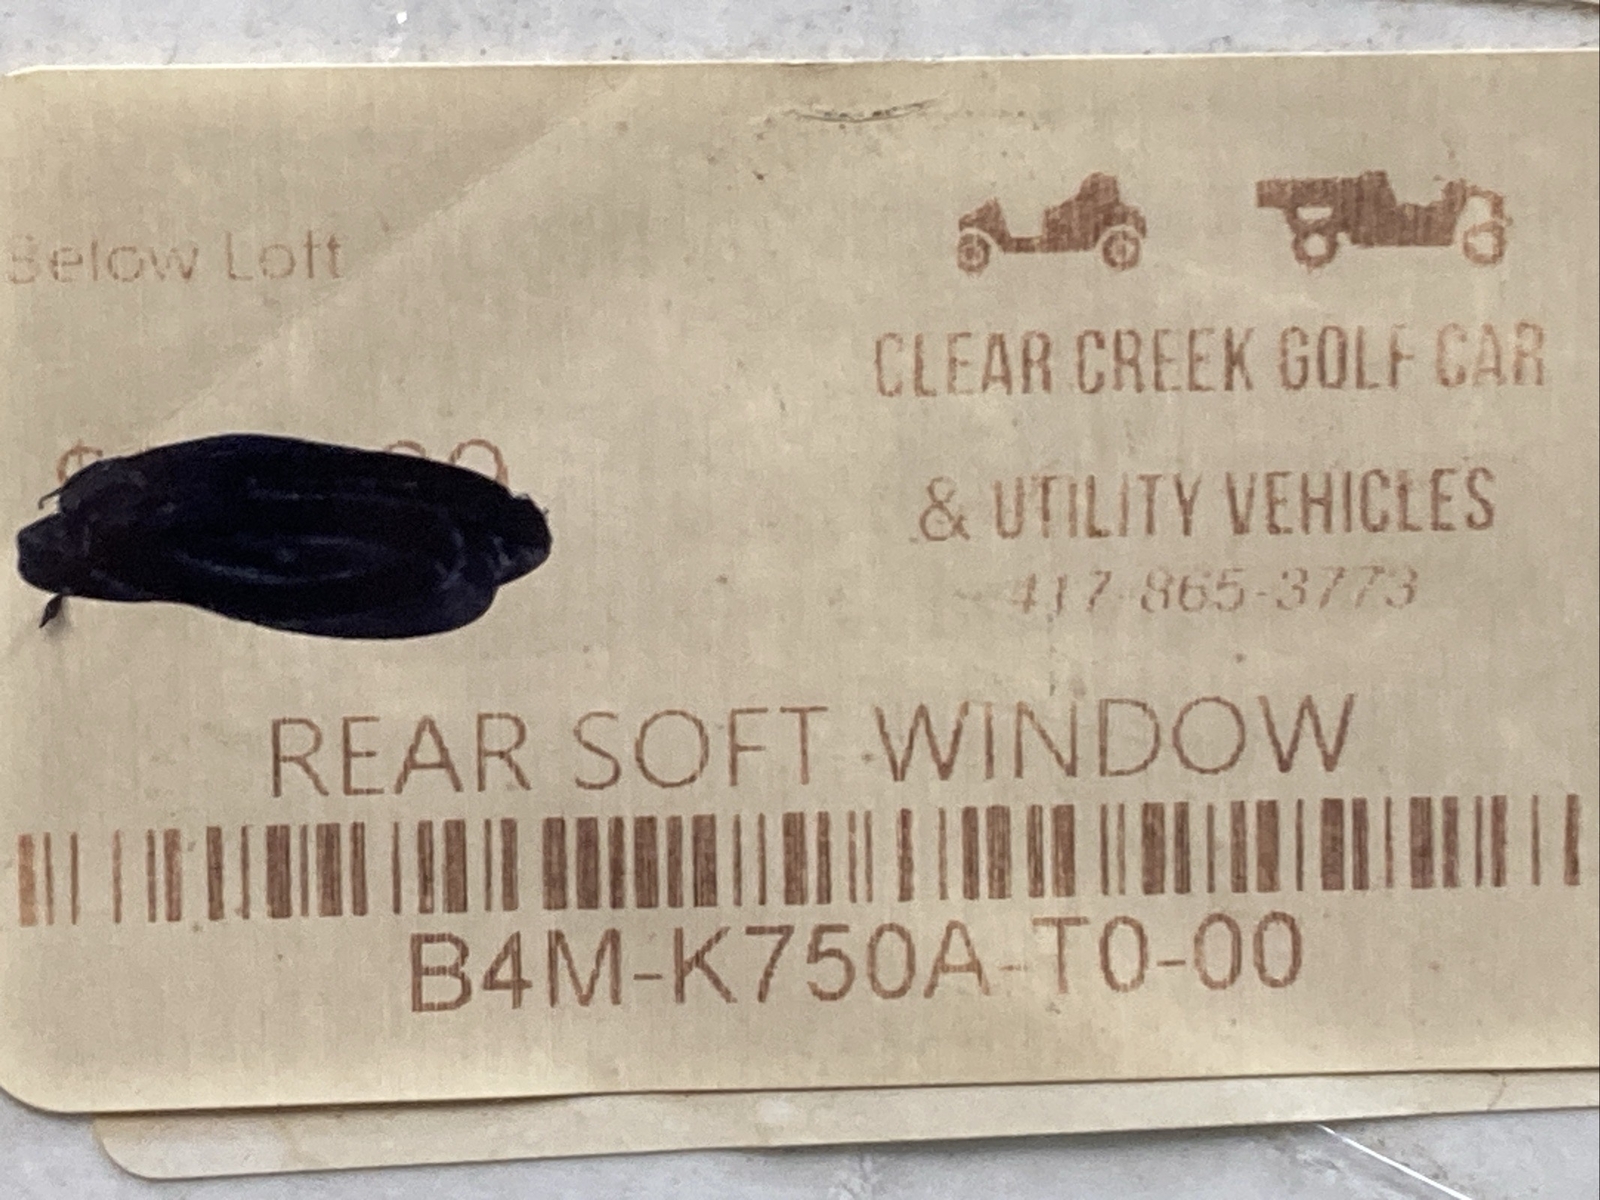 Below Loft
CLEAR CREEK GOLF CAR
& UTILITY VEHICLES
417-865-3773
REAR SOFT WINDOW
B4M-K750A-T0-00